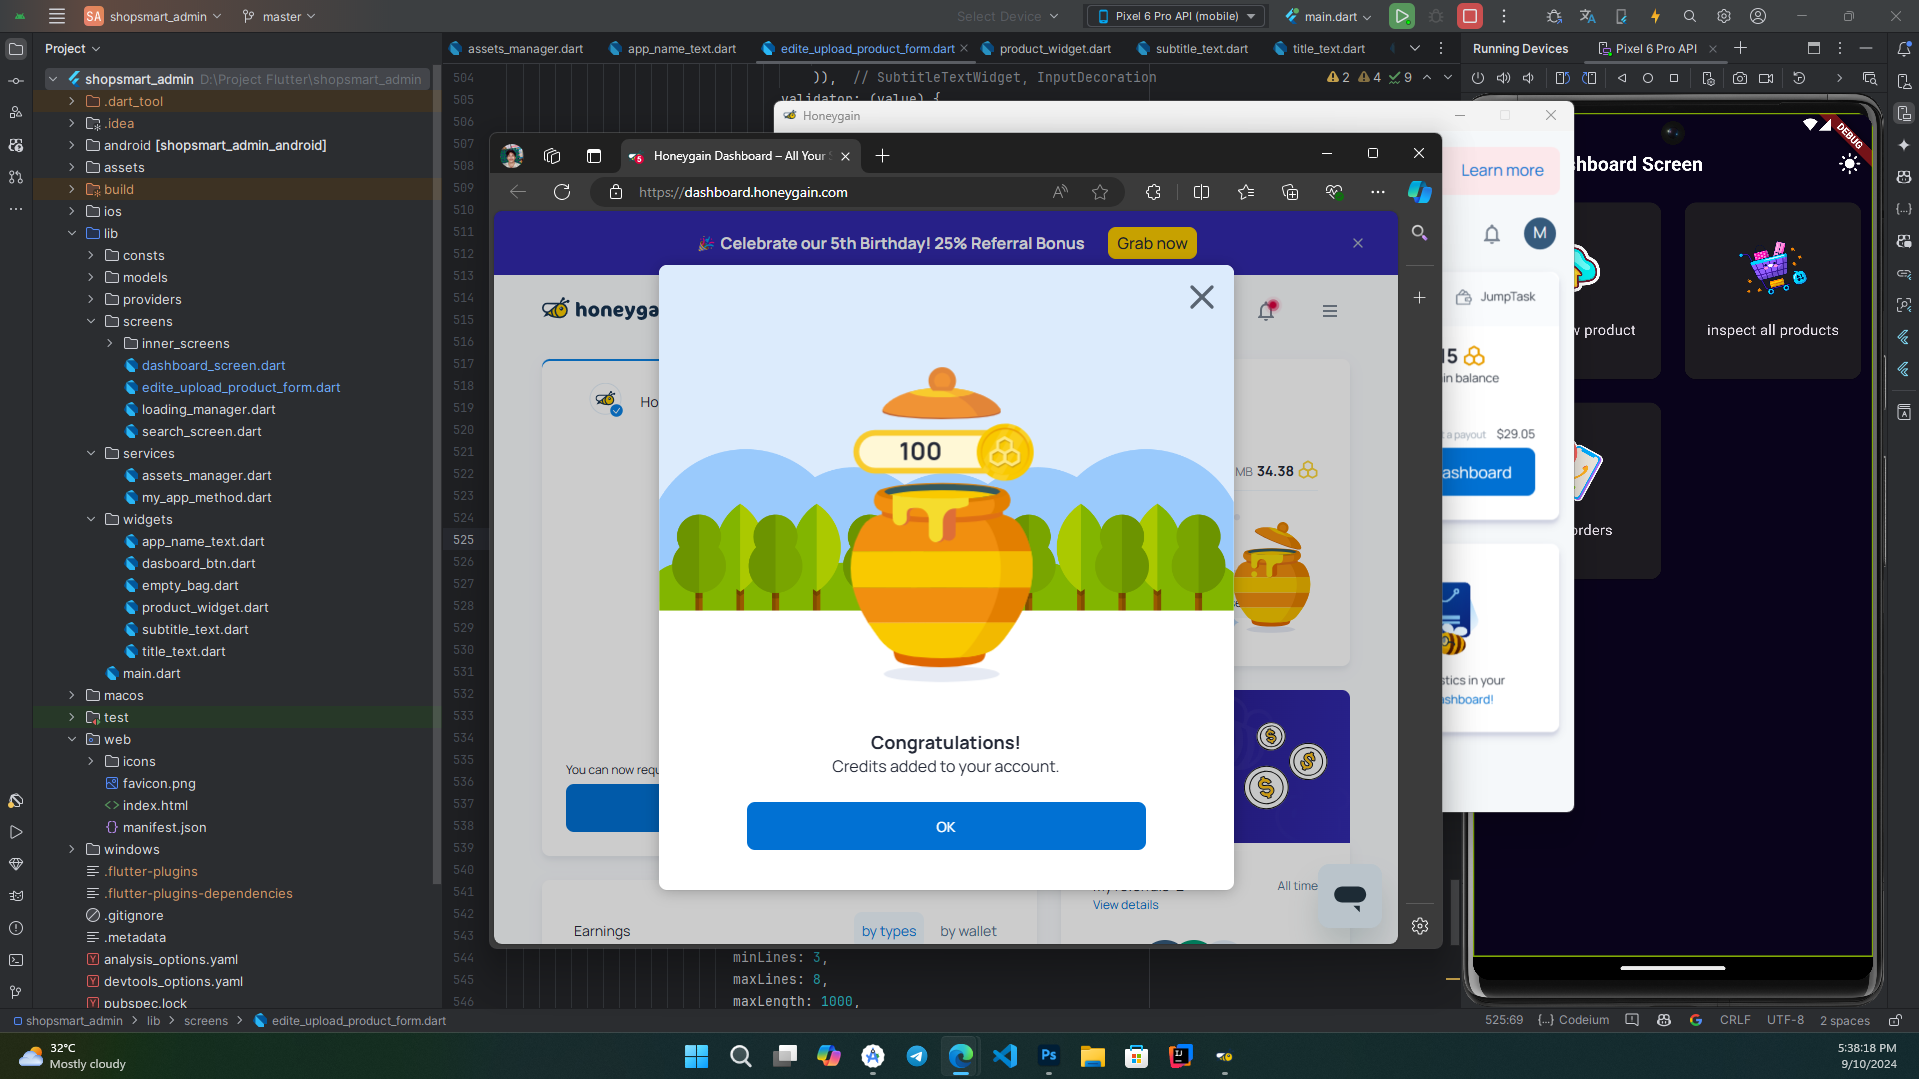 SA shopsmart_admin
master
Select Device
Pixel 6 Pro API (mobile)
main.dart
Project
assets_manager.dart
app_name_text.dart
edite_upload_product_form.dart
product_widget.dart
subtitle_text.dart
title_text.dart
Running Devices
Pixel 6 Pro API
shopsmart_admin D:\Project Flutter\shopsmart_admin
.dart_tool
.idea
android [shopsmart_admin_android]
assets
build
ios
lib
consts
models
providers
screens
inner_screens
dashboard_screen.dart
edite_upload_product_form.dart
loading_manager.dart
search_screen.dart
services
assets_manager.dart
my_app_method.dart
widgets
app_name_text.dart
dasboard_btn.dart
empty_bag.dart
product_widget.dart
subtitle_text.dart
title_text.dart
main.dart
macos
test
web
icons
favicon.png
index.html
manifest.json
windows
.flutter-plugins
.flutter-plugins-dependencies
.gitignore
.metadata
analysis_options.yaml
devtools_options.yaml
pubspec.lock
504
505
506
507
508
509
510
511
512
513
514
515
516
517
518
519
520
521
522
523
524
525
526
527
528
529
530
531
532
533
534
535
536
537
538
539
540
541
542
543
544
545
546
)), // SubtitleTextWidget, InputDecoration
validator: (value) {
2 4 9
minLines: 3,
maxLines: 8,
maxLength: 1000,
Honeygain
Learn more
M
JumpTask
15
in balance
a payout $29.05
ashboard
stics in your
ashboard!
Honeygain Dashboard – All Your S
https://dashboard.honeygain.com
🎉 Celebrate our 5th Birthday! 25% Referral Bonus
Grab now
honeyga
Ho
MB 34.38
You can now requ
100
Congratulations!
Credits added to your account.
OK
All time
View details
Earnings
by types
by wallet
DEBUG
shboard Screen
w product
inspect all products
orders
shopsmart_admin > lib > screens > edite_upload_product_form.dart
525:69
{...} Codeium
CRLF
UTF-8
2 spaces
32°C
Mostly cloudy
Ps
5:38:18 PM
9/10/2024